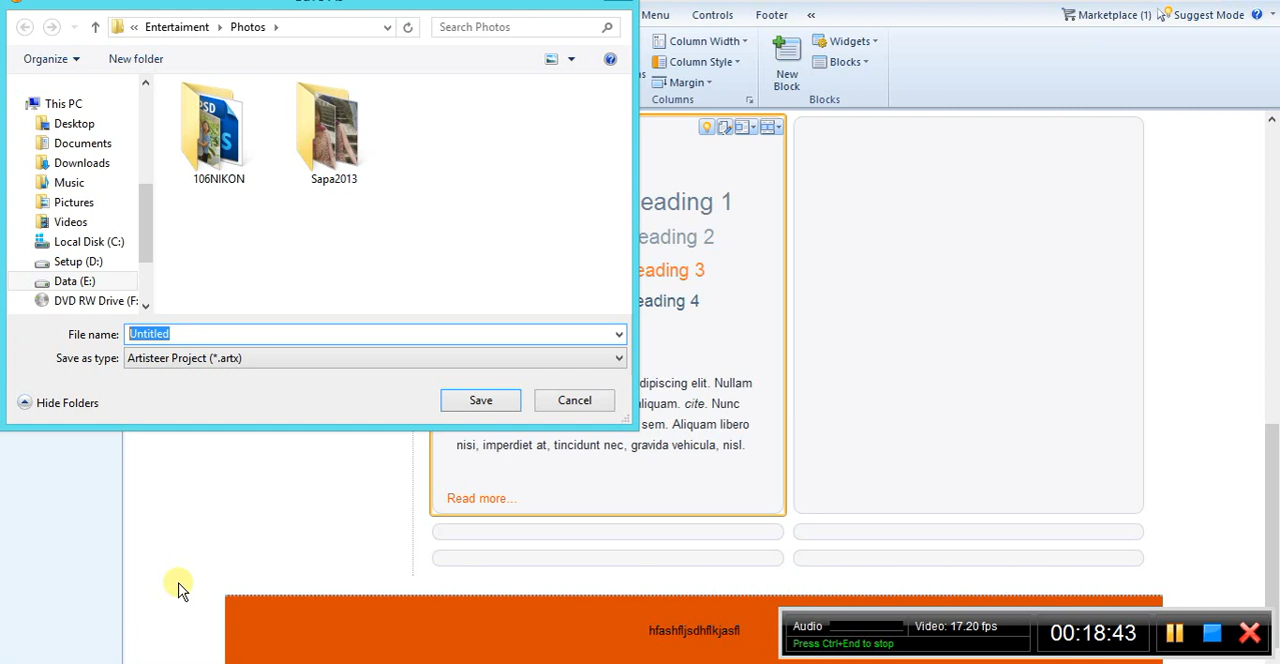 Menu Controls Footer «
Marketplace (1) Suggest Mode
« Entertaiment Photos
Search Photos
Column Width Widgets
Organize New folder
Column Style Blocks
Margin
New
Block
Columns Blocks
This PC
Desktop
Documents
Downloads
Music
Pictures
Videos
Local Disk (C:)
Setup (D:)
Data (E:)
DVD RW Drive (F:
106NIKON Sapa2013
eading 1
eading 2
eading 3
eading 4
File name: Untitled
Save as type: Artisteer Project (*.artx)
Hide Folders Save Cancel
dipiscing elit. Nullam
aliquam. cite. Nunc
sem. Aliquam libero
nisi, imperdiet at, tincidunt nec, gravida vehicula, nisl.
Read more...
hfashfljsdhflkjasfl
Audio Video: 17.20 fps
Press Ctrl+End to stop
00:18:43